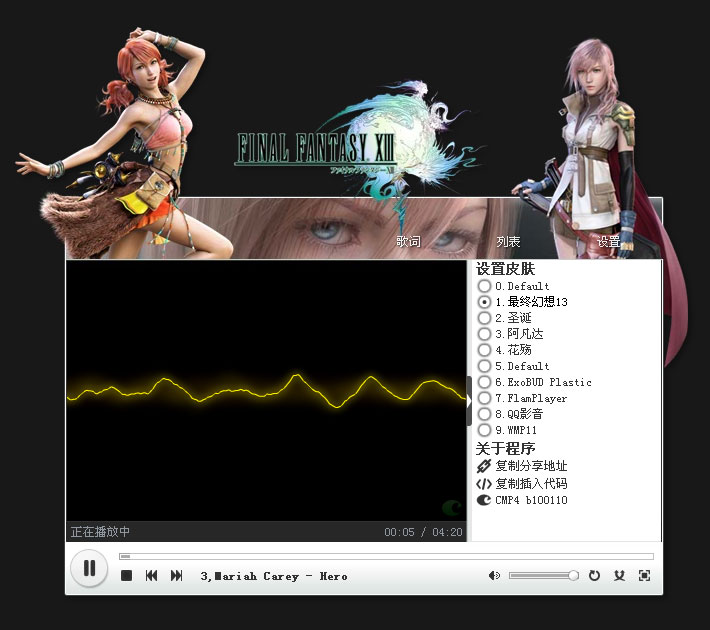 FINAL FANTASY XIII
ファイナルファンタジーXIII
歌词 列表 设置
设置皮肤
0.Default
1.最终幻想13
2.圣诞
3.阿凡达
4.花殇
5.Default
6.ExoBUD Plastic
7.FlamPlayer
8.QQ影音
9.WMP11
关于程序
复制分享地址
复制插入代码
CMP4 b100110
正在播放中 00:05 / 04:20
3,Mariah Carey - Hero